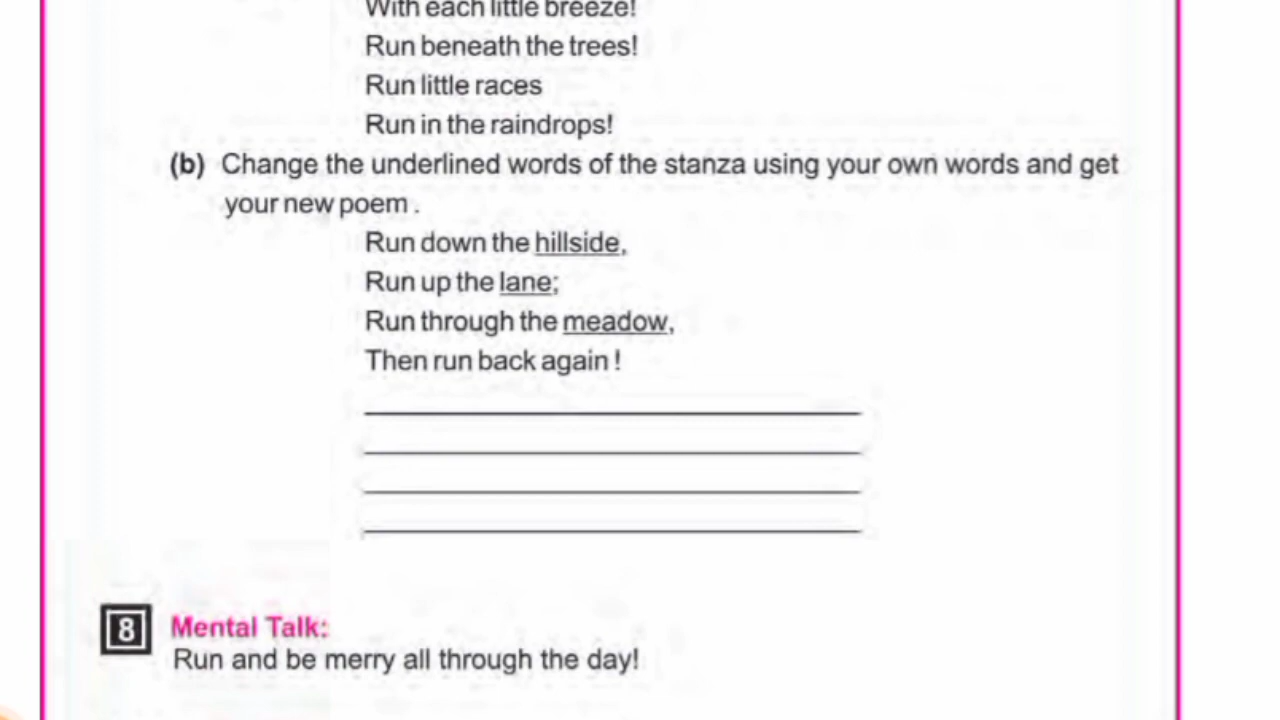 With each little breeze!
Run beneath the trees!
Run little races
Run in the raindrops!
(b) Change the underlined words of the stanza using your own words and get
your new poem .
Run down the hillside,
Run up the lane;
Run through the meadow,
Then run back again !
8 Mental Talk:
Run and be merry all through the day!